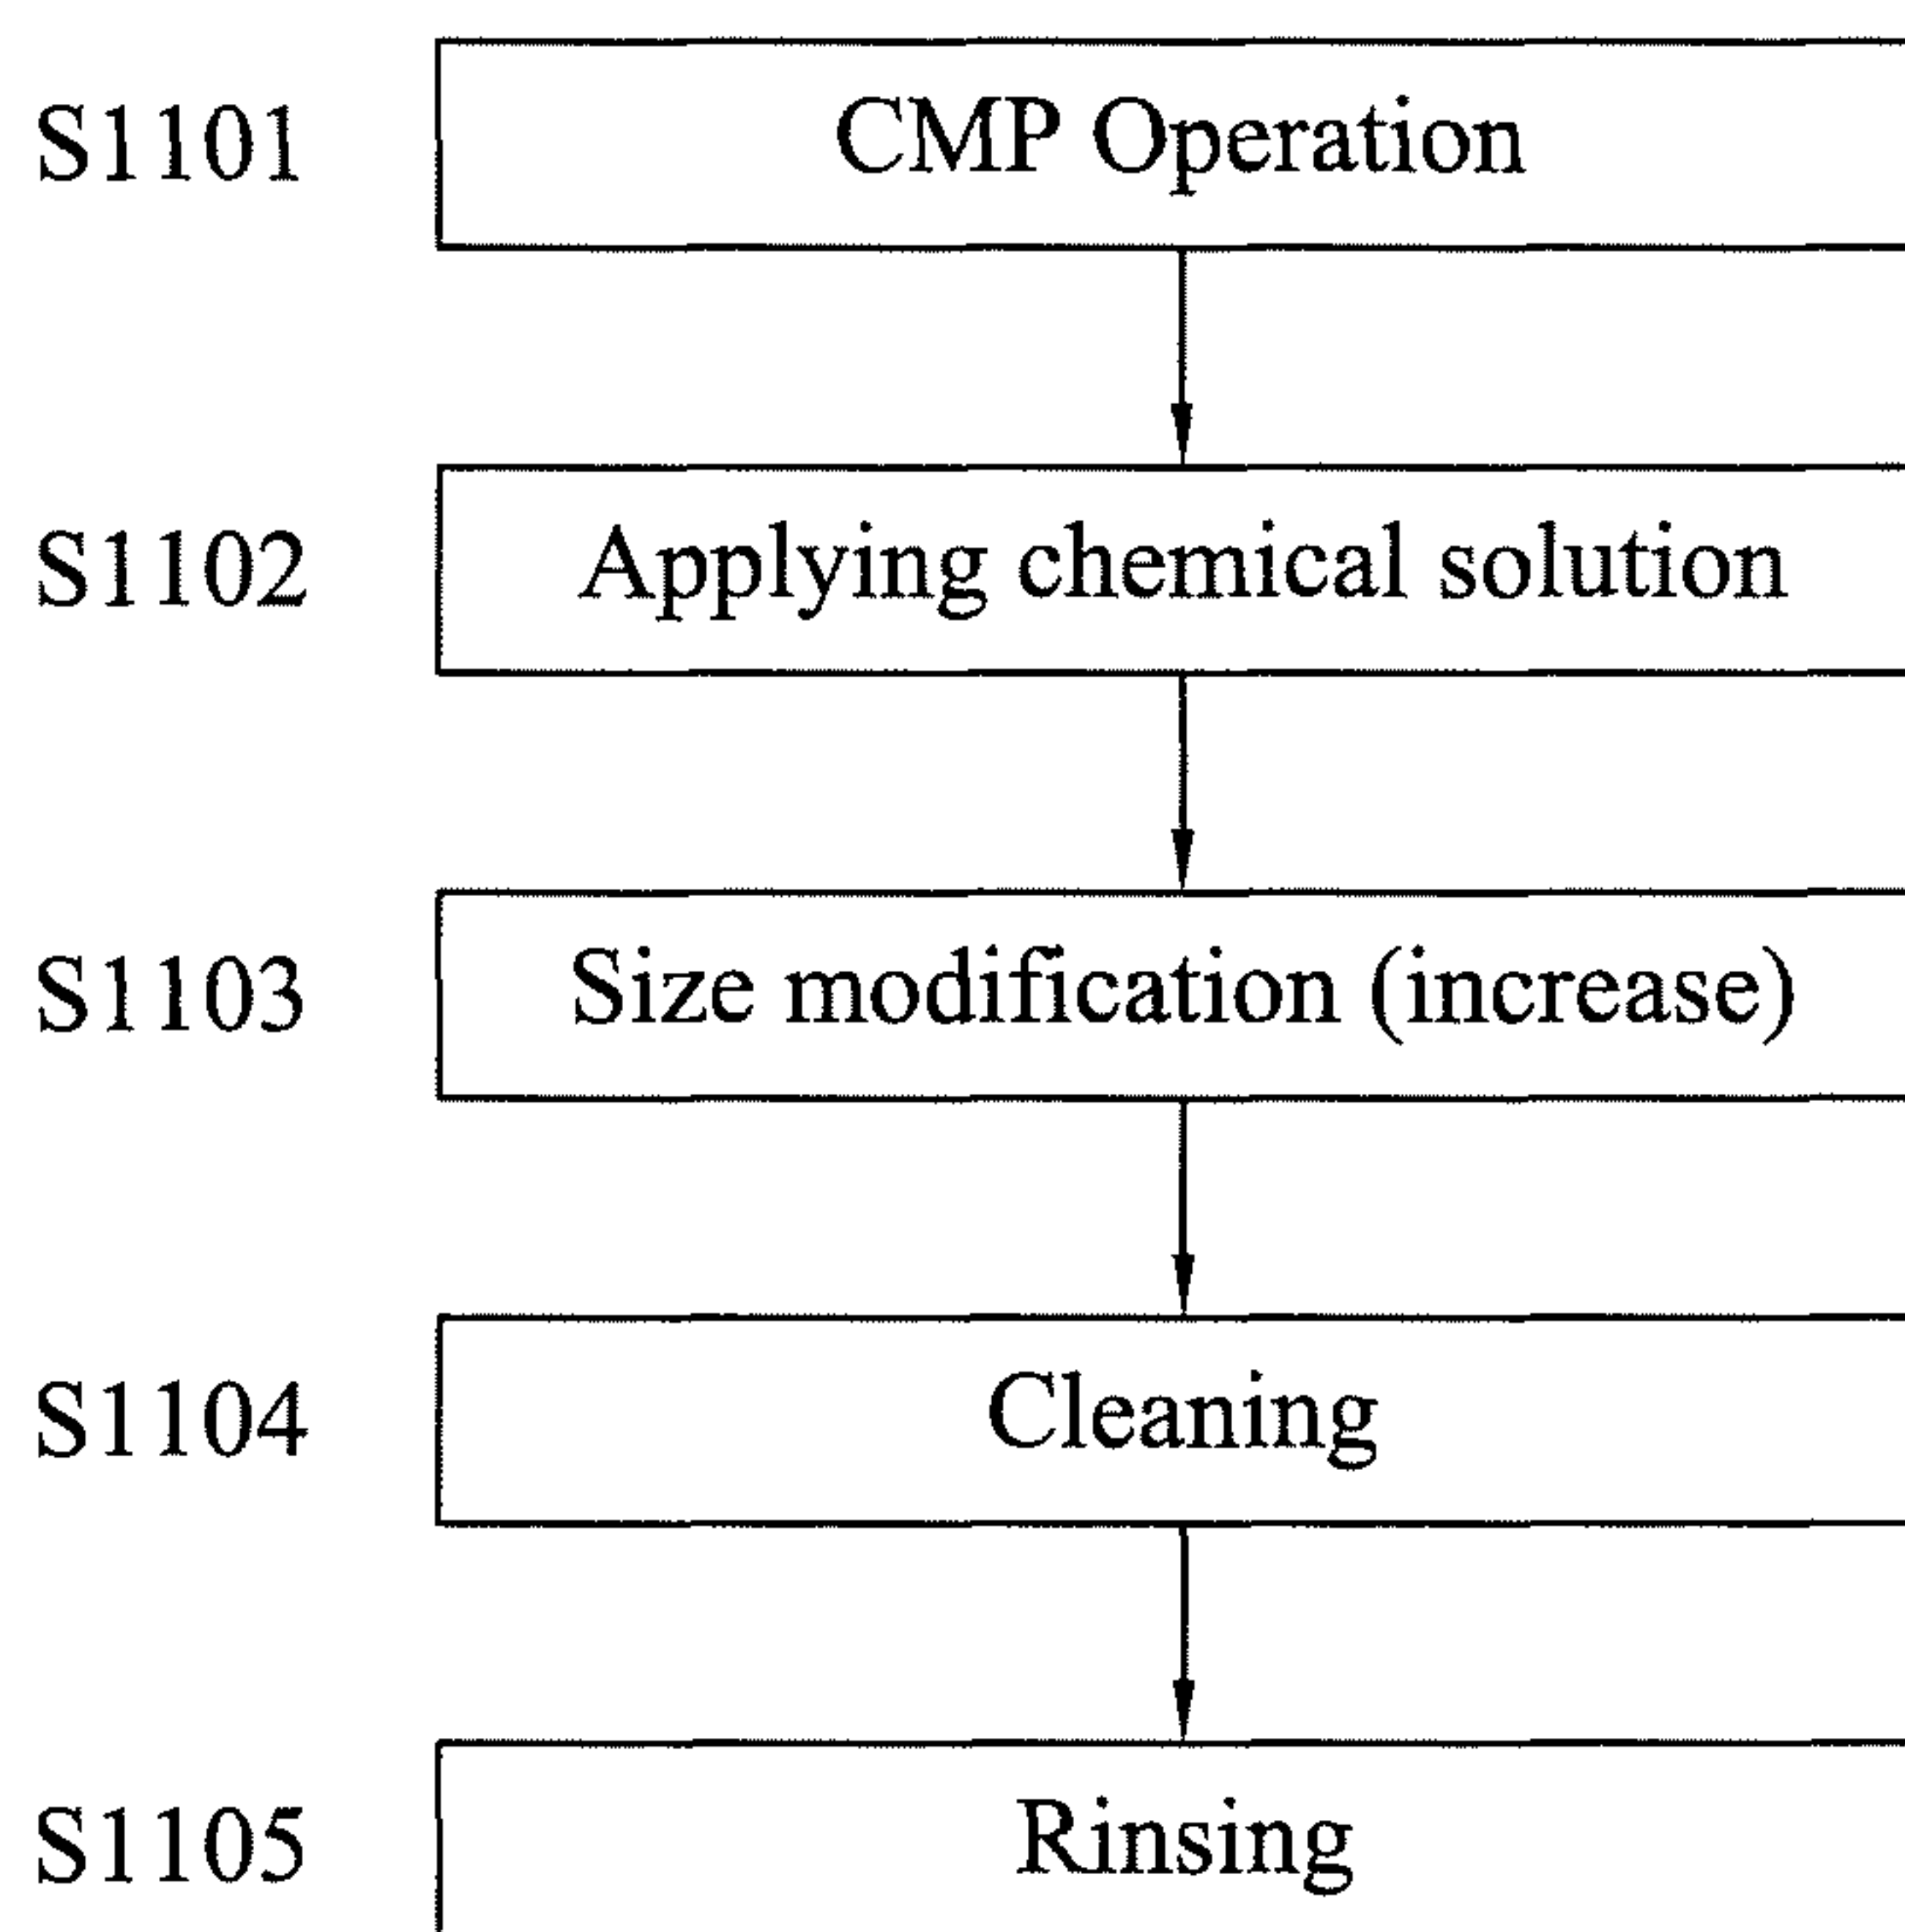 S1101 CMP Operation
S1102 Applying chemical solution
S1103 Size modification (increase)
S1104 Cleaning
S1105 Rinsing